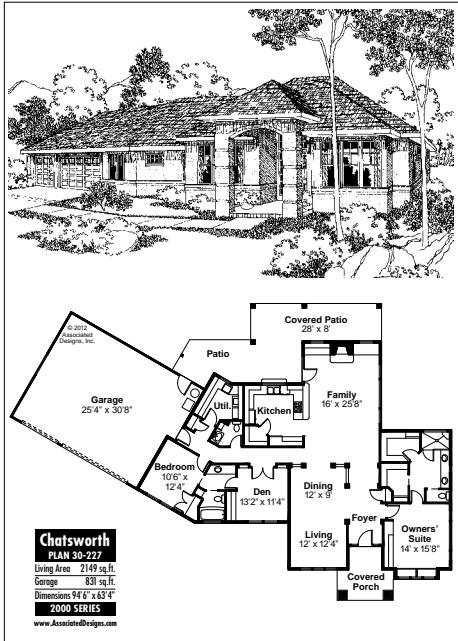 © 2012
Associated
Designs, Inc.
Covered Patio
28' x 8'
Patio
Garage
25'4" x 30'8"
Util.
Kitchen
Family
16' x 25'8"
Bedroom
10'6" x
12'4"
Den
13'2" x 11'4"
Dining
12' x 9'
Living
12' x 12'4"
Foyer
Owners'
Suite
14' x 15'8"
Covered
Porch
Chatsworth
PLAN 30-227
Living Area 2149 sq.ft.
Garage 831 sq.ft.
Dimensions 94'6" x 63'4"
2000 SERIES
www.AssociatedDesigns.com